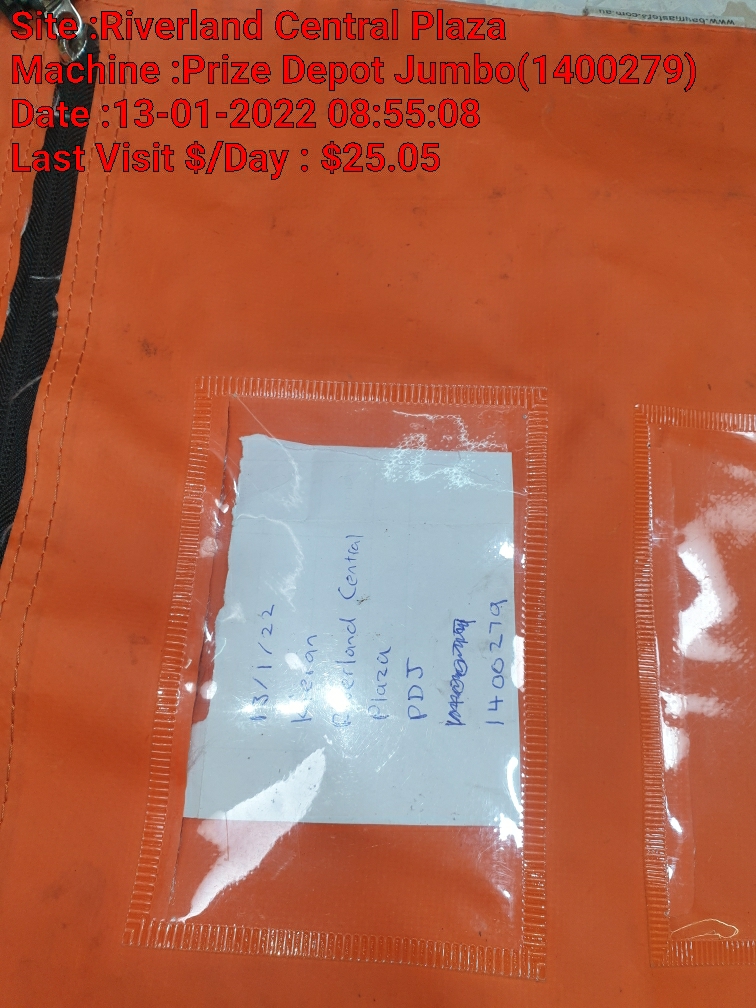 Site :Riverland Central Plaza
Machine :Prize Depot Jumbo(1400279)
Date :13-01-2022 08:55:08
Last Visit $/Day : $25.05
13/1/22
Kieran
Riverland Central
Plaza
PDJ
1400279